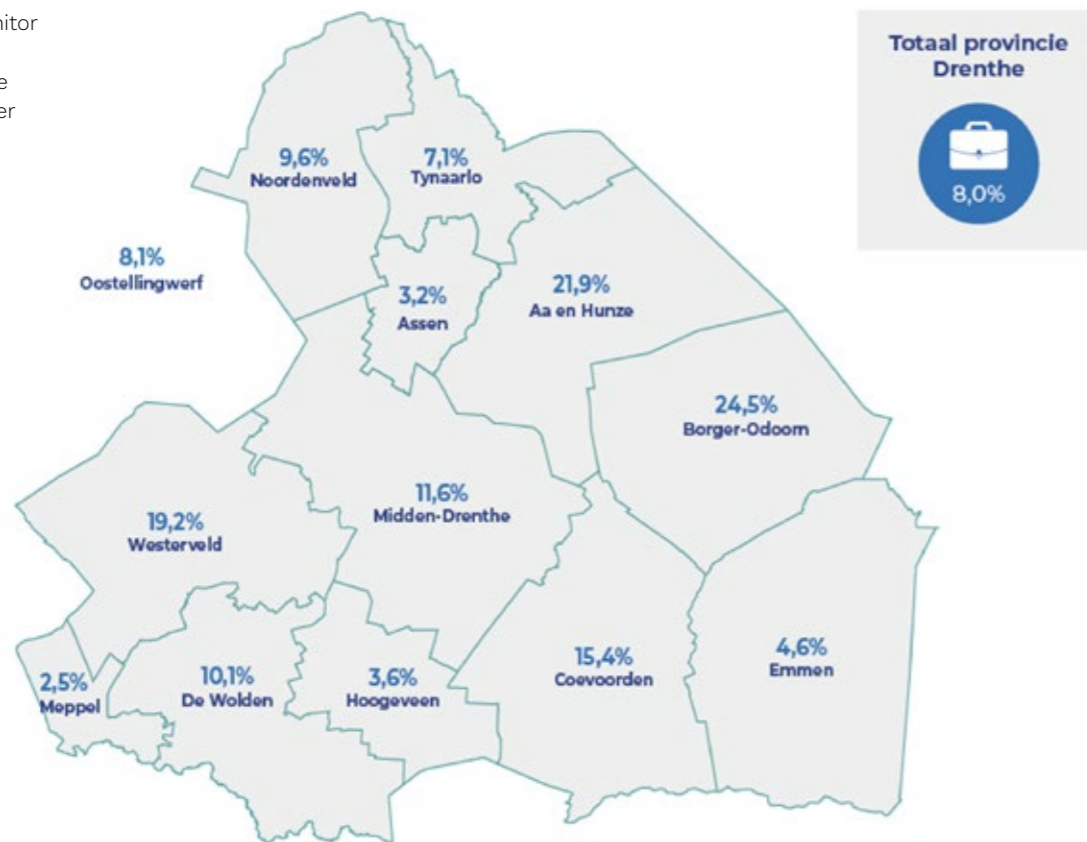 nitor
e
er
Totaal provincie
Drenthe
8,0%
9,6%
Noordenveld
7,1%
Tynaarlo
8,1%
Oostellingwerf
3,2%
Assen
21,9%
Aa en Hunze
24,5%
Borger-Odoorn
11,6%
Midden-Drenthe
19,2%
Westerveld
2,5%
Meppel
10,1%
De Wolden
3,6%
Hoogeveen
15,4%
Coevoorden
4,6%
Emmen